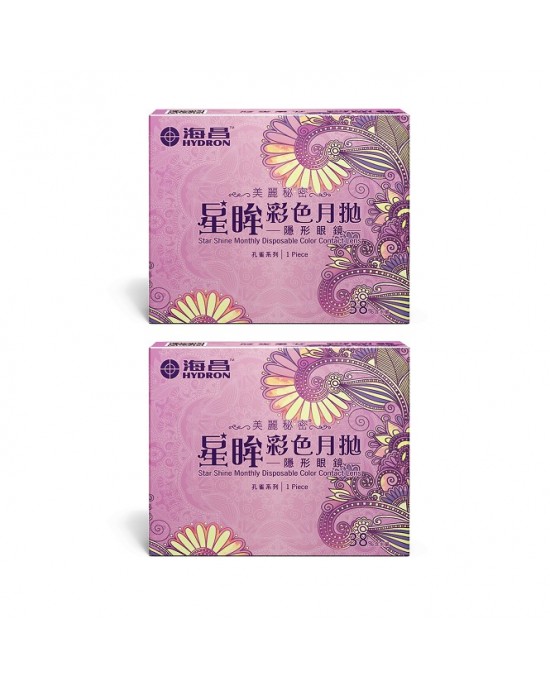 海昌
HYDRON
美麗秘密
星眸彩色月拋
隱形眼鏡
Star Shine Monthly Disposable Color Contact Lens
孔雀系列 | 1 Piece
38
海昌
HYDRON
美麗秘密
星眸彩色月拋
隱形眼鏡
Star Shine Monthly Disposable Color Contact Lens
孔雀系列 | 1 Piece
38